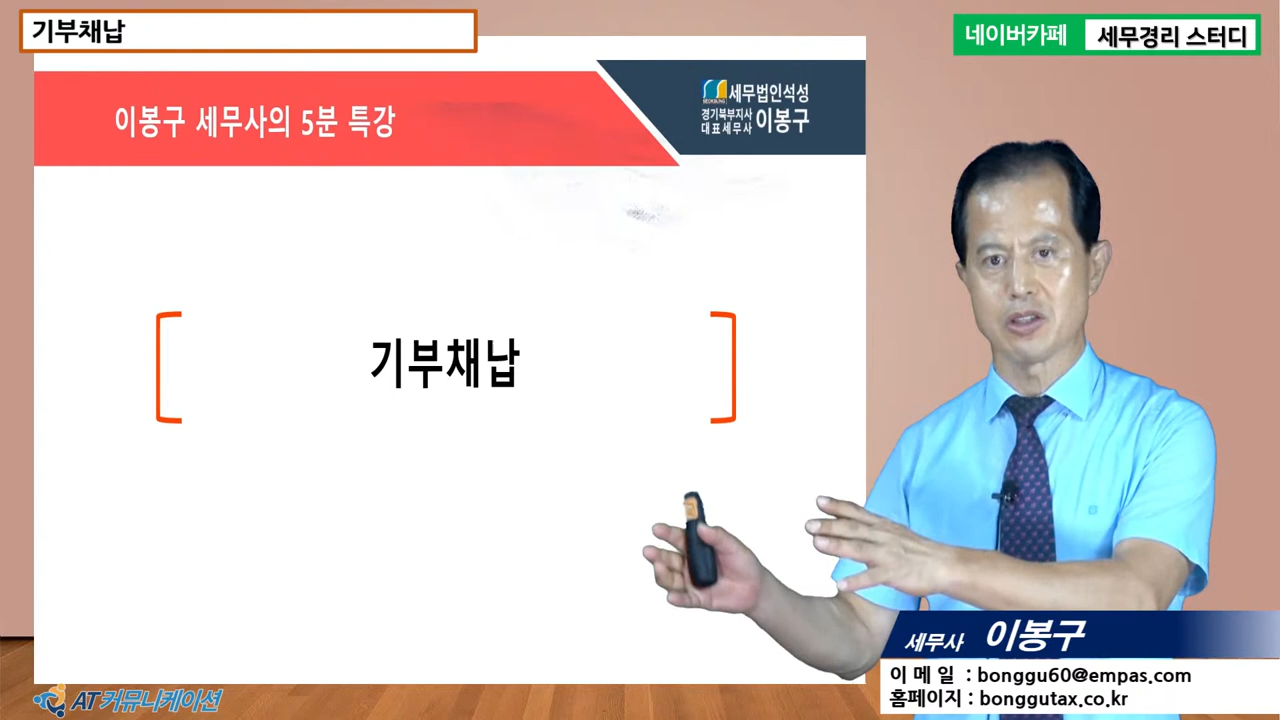 기부채납
네이버카페 세무경리 스터디
이봉구 세무사의 5분 특강
SEOKSUNG 세무법인석성
경기북부지사
대표세무사 이봉구
기부채납
세무사 이봉구
이 메 일 : bonggu60@empas.com
홈페이지 : bonggutax.co.kr
AT커뮤니케이션